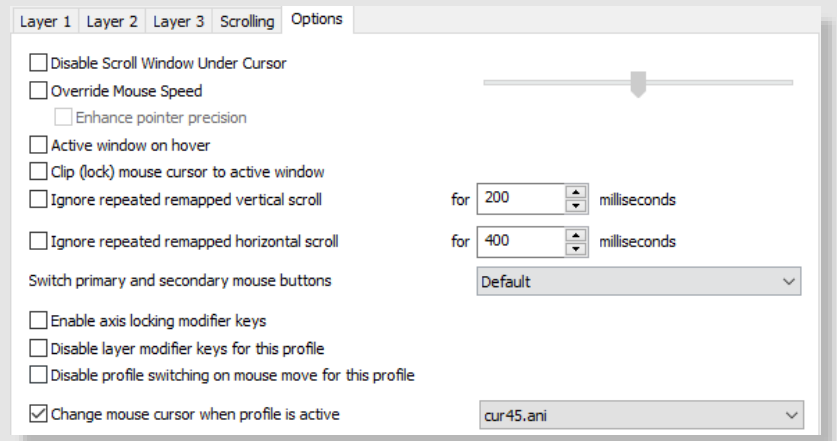 Layer 1 Layer 2 Layer 3 Scrolling Options
Disable Scroll Window Under Cursor
Override Mouse Speed
Enhance pointer precision
Active window on hover
Clip (lock) mouse cursor to active window
Ignore repeated remapped vertical scroll for 200 milliseconds
Ignore repeated remapped horizontal scroll for 400 milliseconds
Switch primary and secondary mouse buttons Default
Enable axis locking modifier keys
Disable layer modifier keys for this profile
Disable profile switching on mouse move for this profile
Change mouse cursor when profile is active cur45.ani